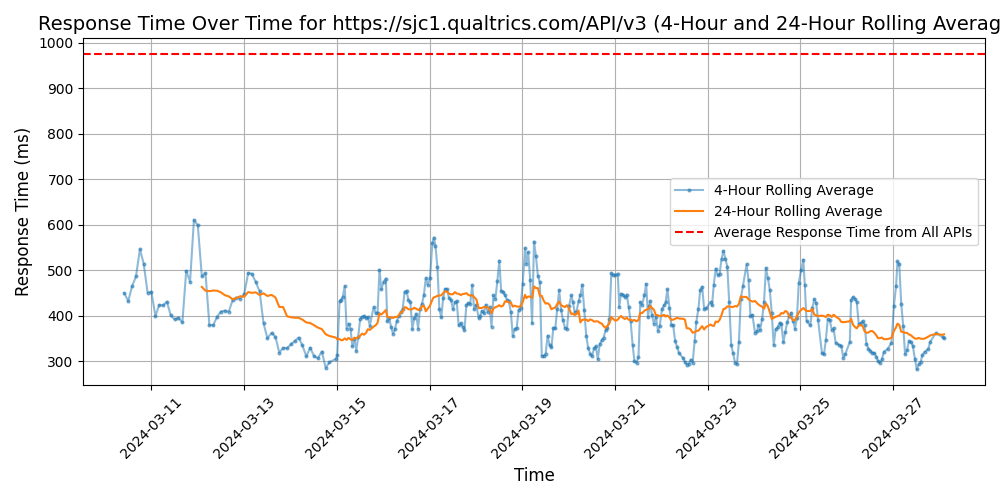 Response Time Over Time for https://sjc1.qualtrics.com/API/v3 (4-Hour and 24-Hour Rolling Averag
Response Time (ms)
1000
900
800
700
600
500
400
300
4-Hour Rolling Average
24-Hour Rolling Average
Average Response Time from All APIs
2024-03-11
2024-03-13
2024-03-15
2024-03-17
2024-03-19
2024-03-21
2024-03-23
2024-03-25
2024-03-27
Time